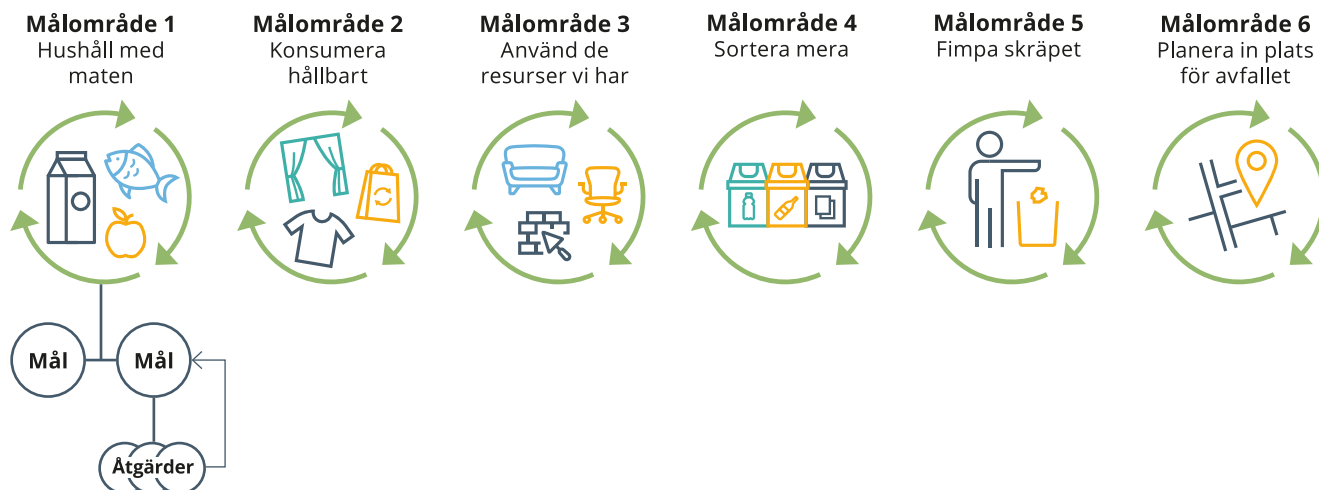 Målområde 1
Hushåll med
maten
Målområde 2
Konsumera
hållbart
Målområde 3
Använd de
resurser vi har
Målområde 4
Sortera mera
Målområde 5
Fimpa skräpet
Målområde 6
Planera in plats
för avfallet
Mål
Mål
Åtgärder